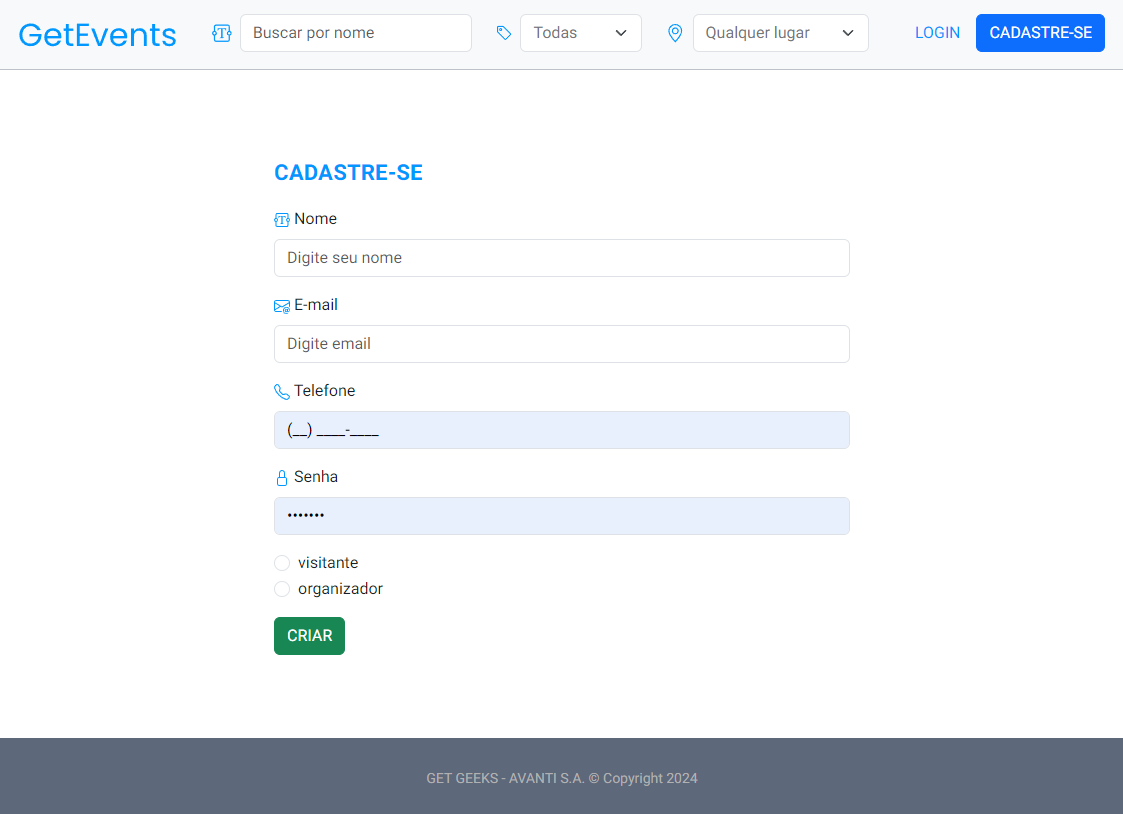 GetEvents Buscar por nome Todas Qualquer lugar LOGIN CADASTRE-SE
CADASTRE-SE
Nome
Digite seu nome
E-mail
Digite email
Telefone
(__) ____-____
Senha
•••••••
visitante
organizador
CRIAR
GET GEEKS - AVANTI S.A. © Copyright 2024